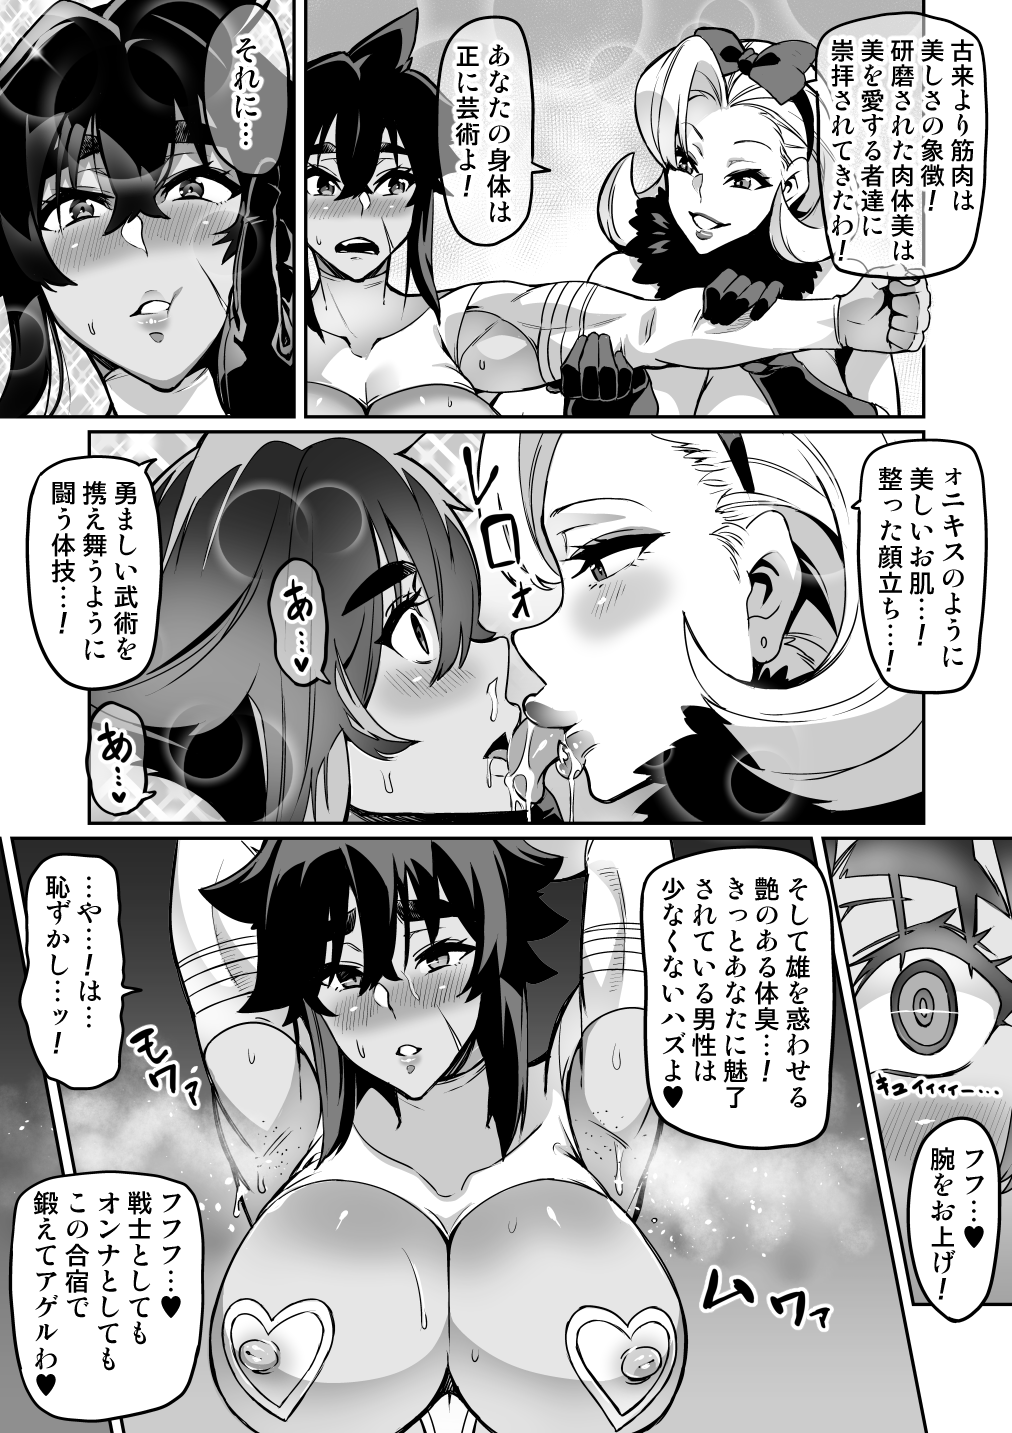 古来より筋肉は
美しさの象徴！
研磨された肉体美は
美を愛する者達に
崇拝されてきたわ！
あなたの身体は
正に芸術よ！
それに…
オニキスのように
美しいお肌…！
整った顔立ち…！
レロォ
あ…♥
勇ましい武術を
携え舞うように
闘う体技…！
あ…♥
キュイィィィー…
フフ…♥
腕をお上げ！
そして雄を惑わせる
艶のある体臭…！
きっとあなたに魅了
されている男性は
少なくないハズよ♥
…や…！は…
恥ずかし…ッ！
モワァ
ムワァ
フフフ…♥
戦士としても
オンナとしても
この合宿で
鍛えてアゲルわ♥